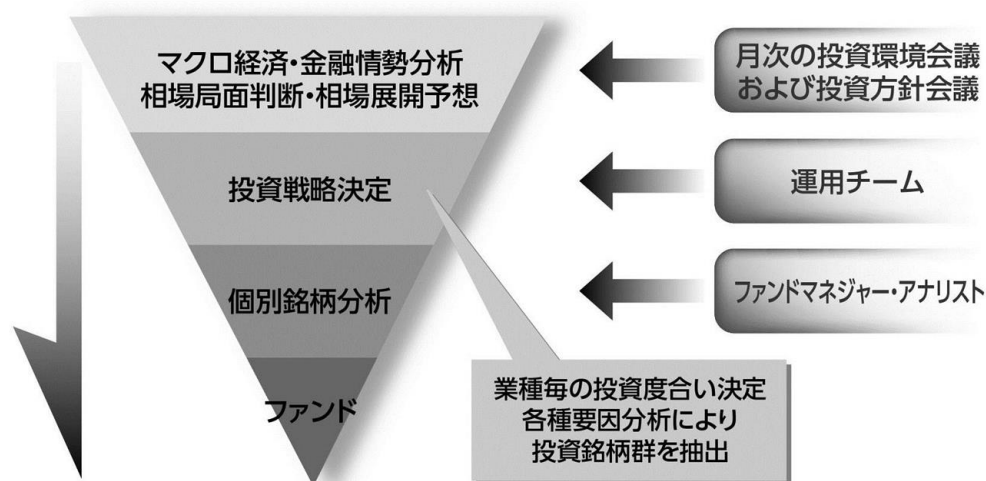 マクロ経済・金融情勢分析
相場局面判断・相場展開予想
月次の投資環境会議
および投資方針会議
投資戦略決定
運用チーム
個別銘柄分析
ファンドマネジャー・アナリスト
ファンド
業種毎の投資度合い決定
各種要因分析により
投資銘柄群を抽出